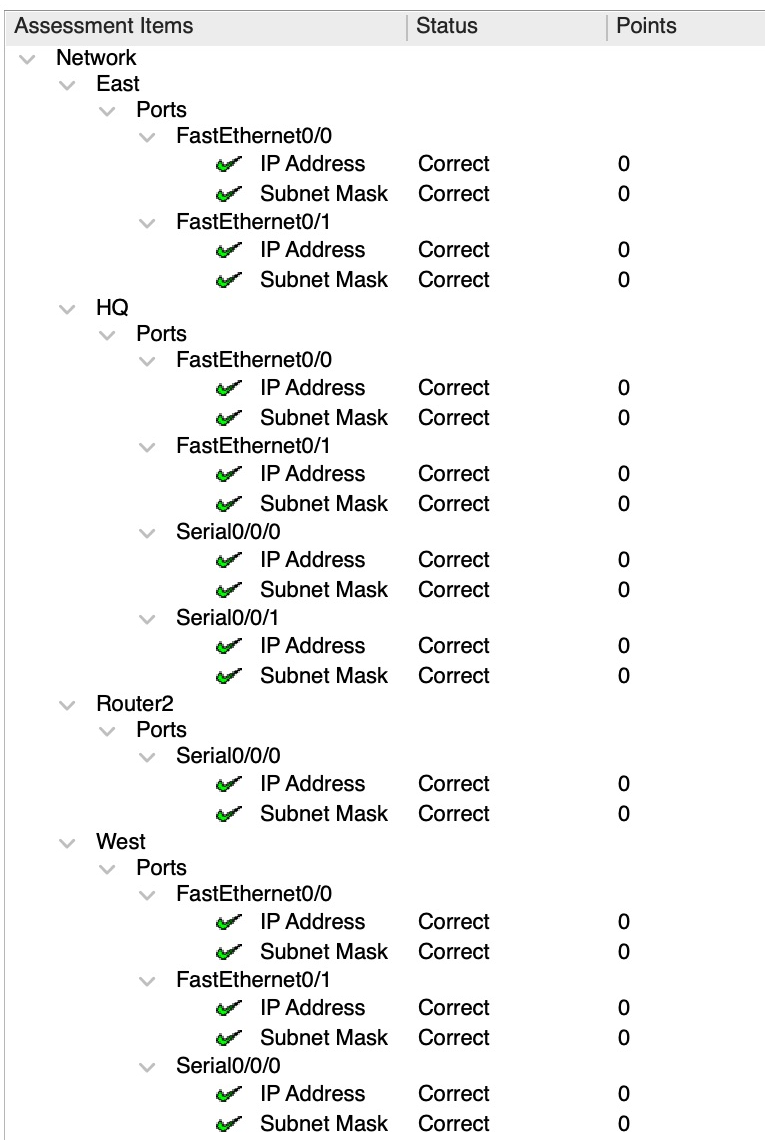 Assessment Items Status Points
Network
East
Ports
FastEthernet0/0
IP Address Correct 0
Subnet Mask Correct 0
FastEthernet0/1
IP Address Correct 0
Subnet Mask Correct 0
HQ
Ports
FastEthernet0/0
IP Address Correct 0
Subnet Mask Correct 0
FastEthernet0/1
IP Address Correct 0
Subnet Mask Correct 0
Serial0/0/0
IP Address Correct 0
Subnet Mask Correct 0
Serial0/0/1
IP Address Correct 0
Subnet Mask Correct 0
Router2
Ports
Serial0/0/0
IP Address Correct 0
Subnet Mask Correct 0
West
Ports
FastEthernet0/0
IP Address Correct 0
Subnet Mask Correct 0
FastEthernet0/1
IP Address Correct 0
Subnet Mask Correct 0
Serial0/0/0
IP Address Correct 0
Subnet Mask Correct 0